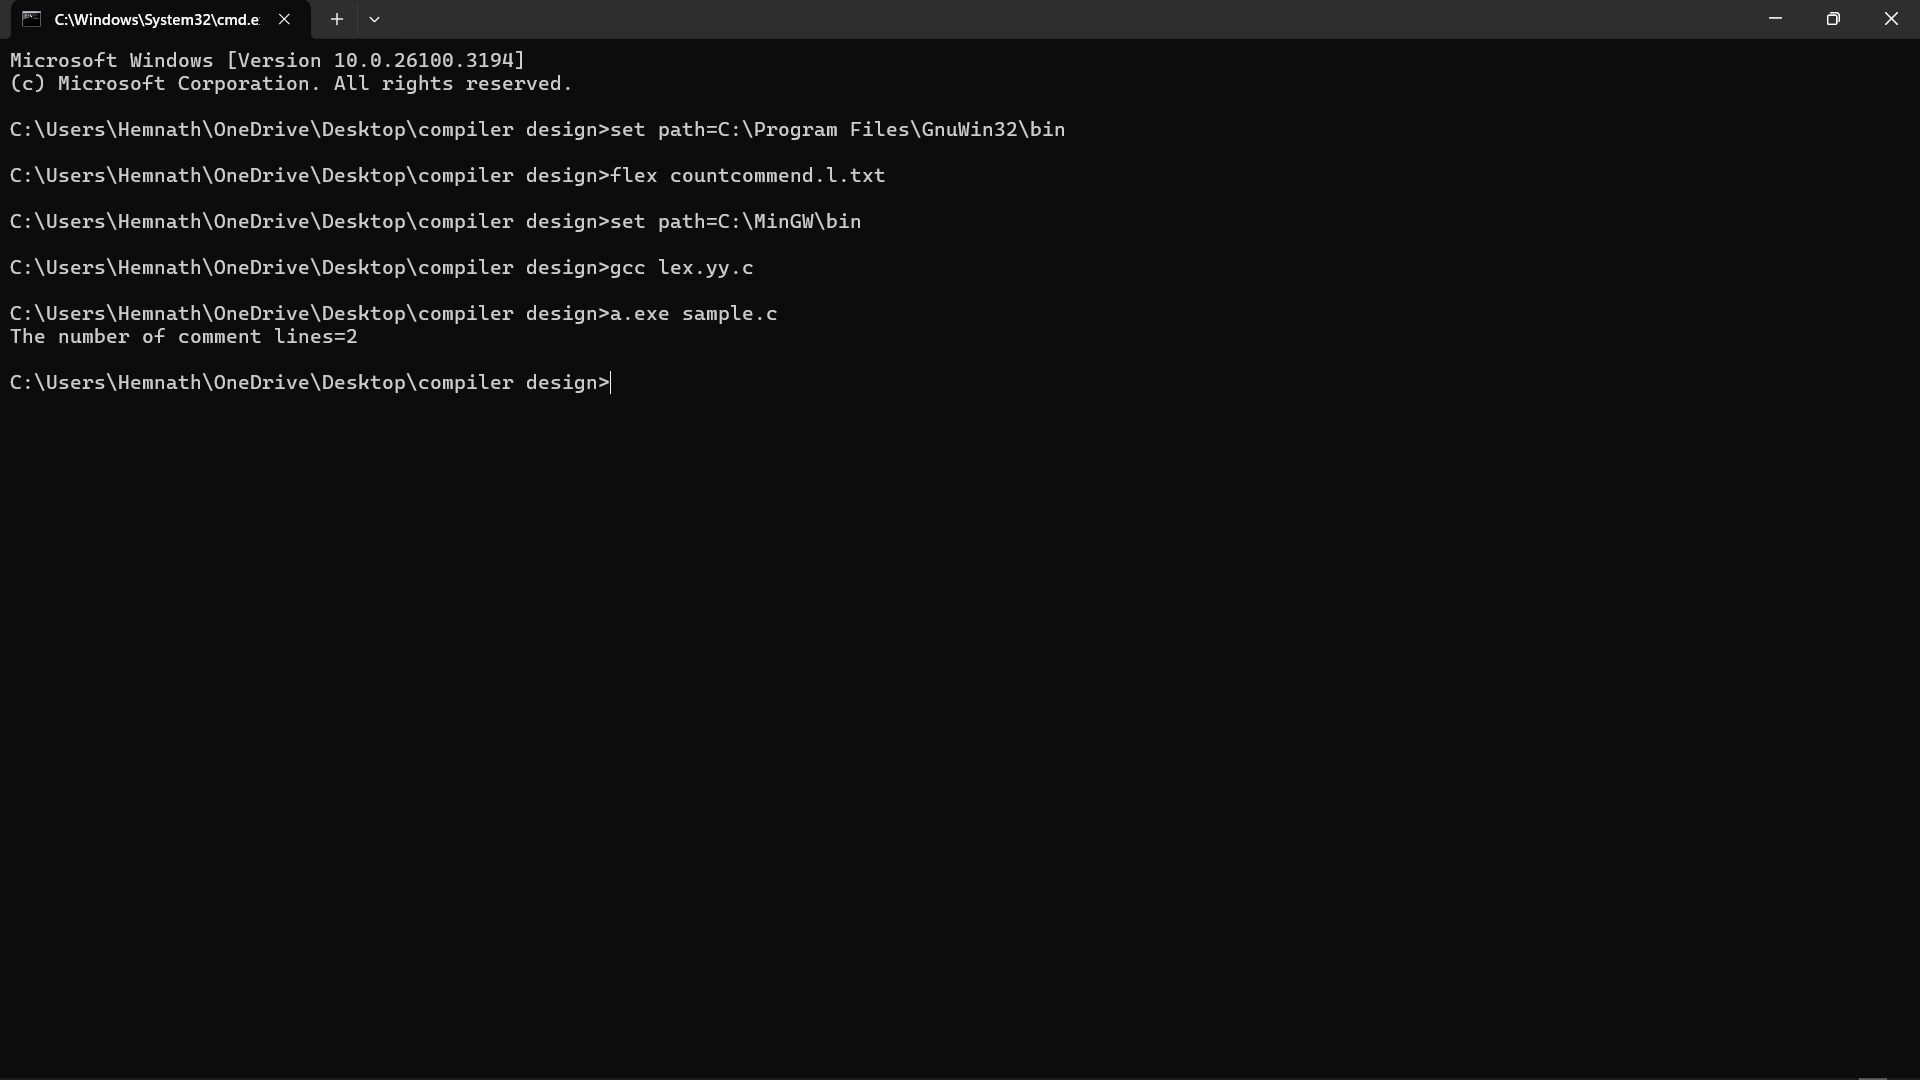 C:\Windows\System32\cmd.e
Microsoft Windows [Version 10.0.26100.3194]
(c) Microsoft Corporation. All rights reserved.
C:\Users\Hemnath\OneDrive\Desktop\compiler design>set path=C:\Program Files\GnuWin32\bin
C:\Users\Hemnath\OneDrive\Desktop\compiler design>flex countcommend.l.txt
C:\Users\Hemnath\OneDrive\Desktop\compiler design>set path=C:\MinGW\bin
C:\Users\Hemnath\OneDrive\Desktop\compiler design>gcc lex.yy.c
C:\Users\Hemnath\OneDrive\Desktop\compiler design>a.exe sample.c
The number of comment lines=2
C:\Users\Hemnath\OneDrive\Desktop\compiler design>